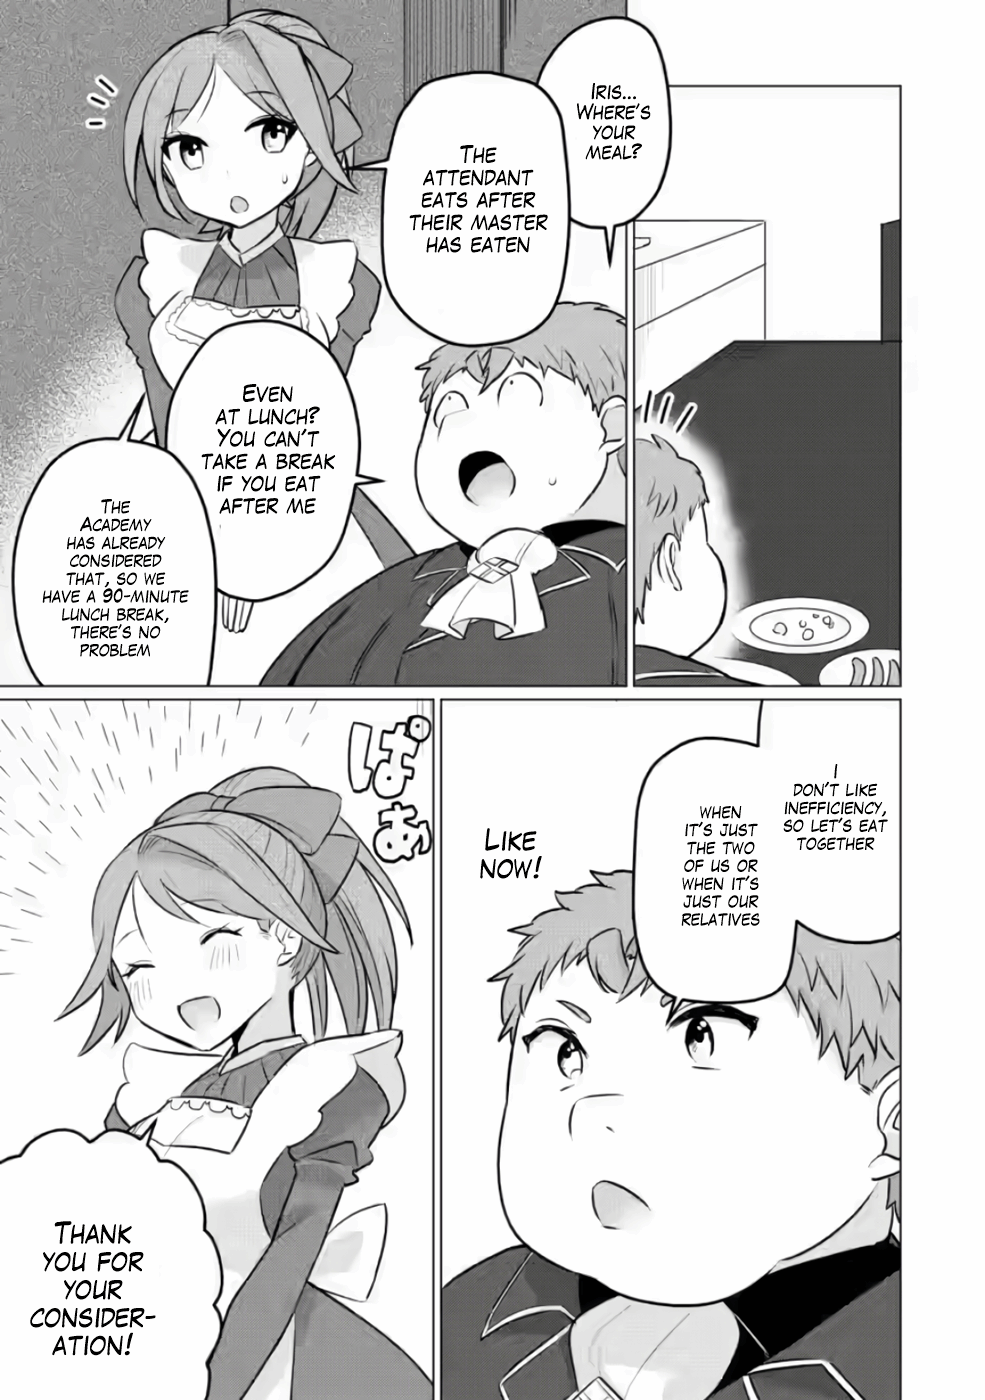 IRIS...
WHERE'S
YOUR
MEAL?
THE
ATTENDANT
EATS AFTER
THEIR MASTER
HAS EATEN
EVEN
AT LUNCH?
YOU CAN'T
TAKE A BREAK
IF YOU EAT
AFTER ME
THE
ACADEMY
HAS ALREADY
CONSIDERED
THAT, SO WE
HAVE A 90-MINUTE
LUNCH BREAK,
THERE'S NO
PROBLEM
I
DON'T LIKE
INEFFICIENCY,
SO LET'S EAT
TOGETHER
WHEN
IT'S JUST
THE TWO
OF US OR
WHEN IT'S
JUST OUR
RELATIVES
LIKE
NOW!
ぱあ
THANK
YOU FOR
YOUR
CONSIDER-
ATION!